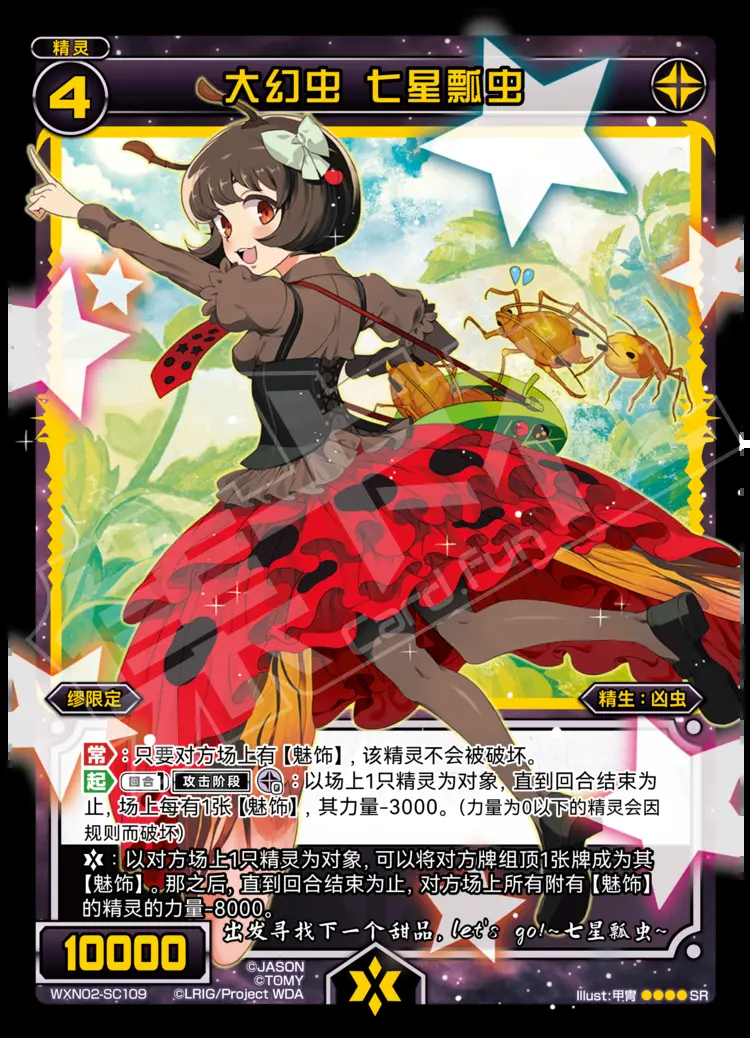 精灵
4
大幻虫 七星瓢虫
缪限定
精生：凶虫
常：只要对方场上有【魅饰】，该精灵不会被破坏。
起 回合1 攻击阶段 0：以场上1只精灵为对象，直到回合结束为
止，场上每有1张【魅饰】，其力量-3000。（力量为0以下的精灵会因
规则而破坏）
：以对方场上1只精灵为对象，可以将对方牌组顶1张牌成为其
【魅饰】。那之后，直到回合结束为止，对方场上所有附有【魅饰】
的精灵的力量-8000。
出发寻找下一个甜品，let's go!~七星瓢虫~
10000
©JASON
©TOMY
WXN02-SC109 ©LRIG/Project WDA
Illust:甲冑 SR
Card.Fun